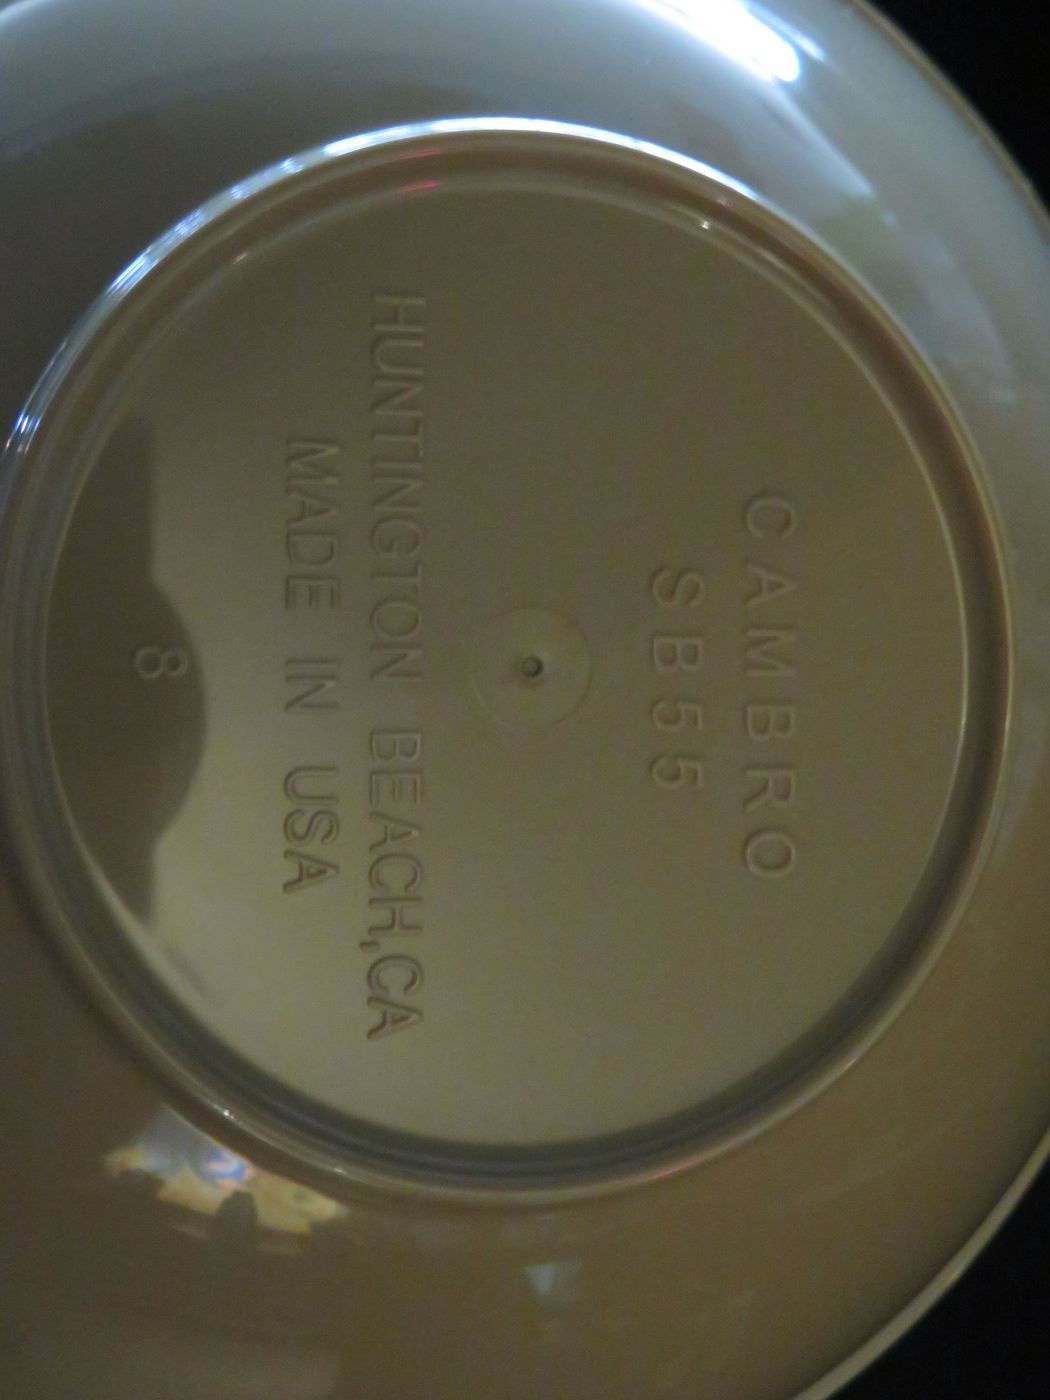 CAMBRO
SB55
HUNTINGTON BEACH,CA
MADE IN USA
8